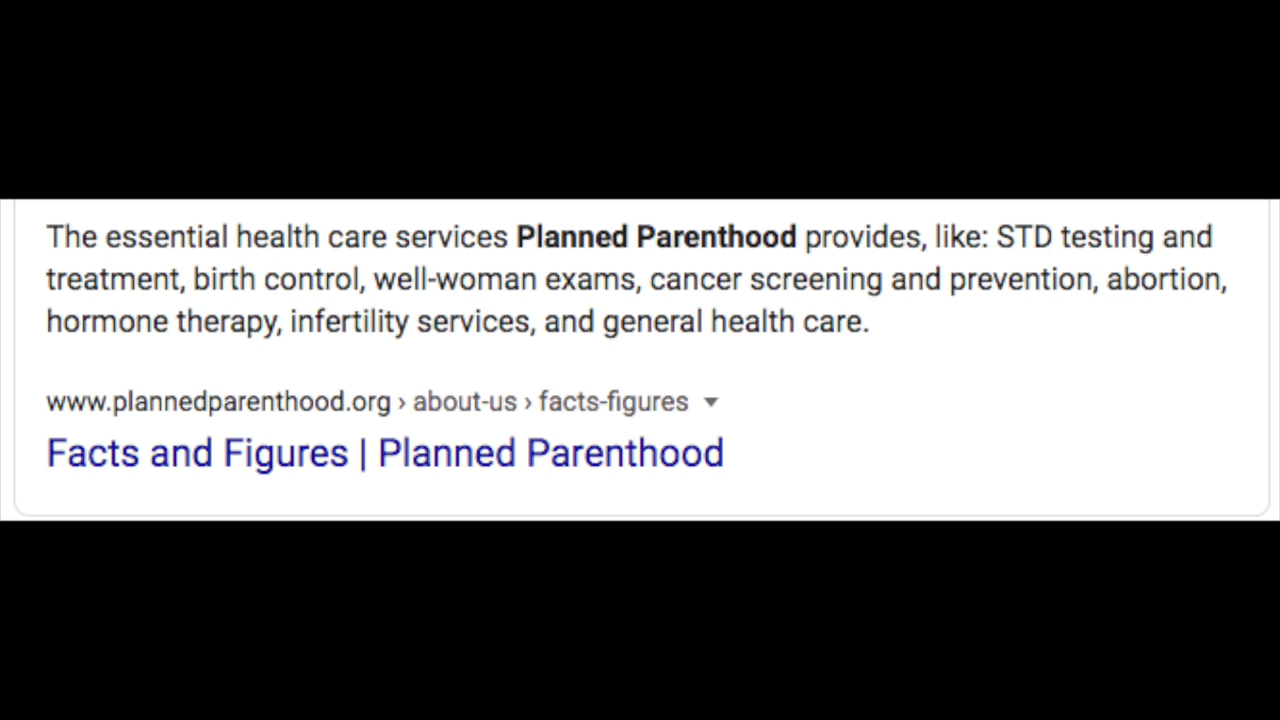 The essential health care services Planned Parenthood provides, like: STD testing and
treatment, birth control, well-woman exams, cancer screening and prevention, abortion,
hormone therapy, infertility services, and general health care.
www.plannedparenthood.org › about-us › facts-figures
Facts and Figures | Planned Parenthood